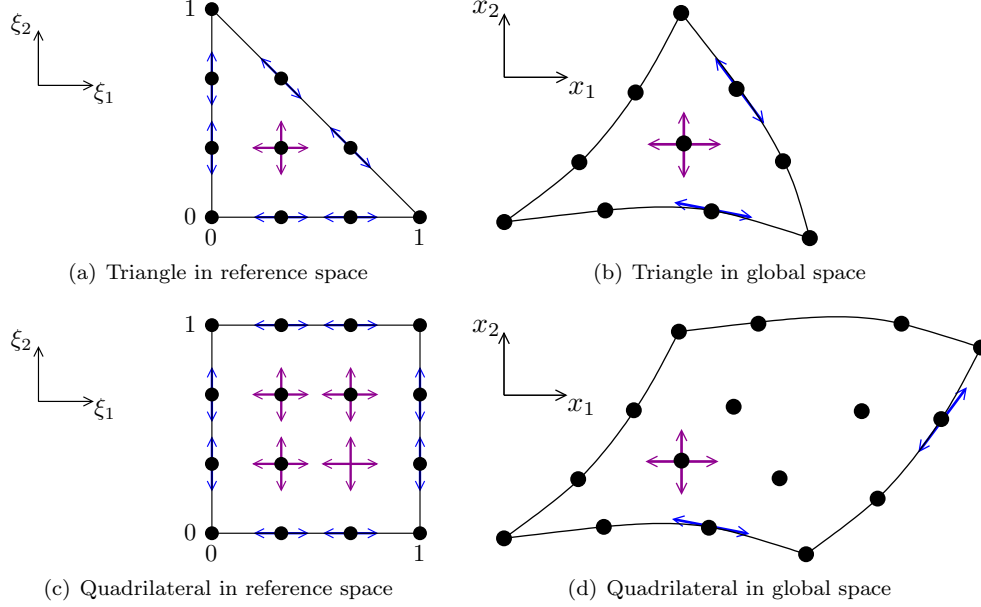 1
ξ2
ξ1
0
0
1
x2
x1
(a) Triangle in reference space
(b) Triangle in global space
1
ξ2
ξ1
0
0
1
x2
x1
(c) Quadrilateral in reference space
(d) Quadrilateral in global space